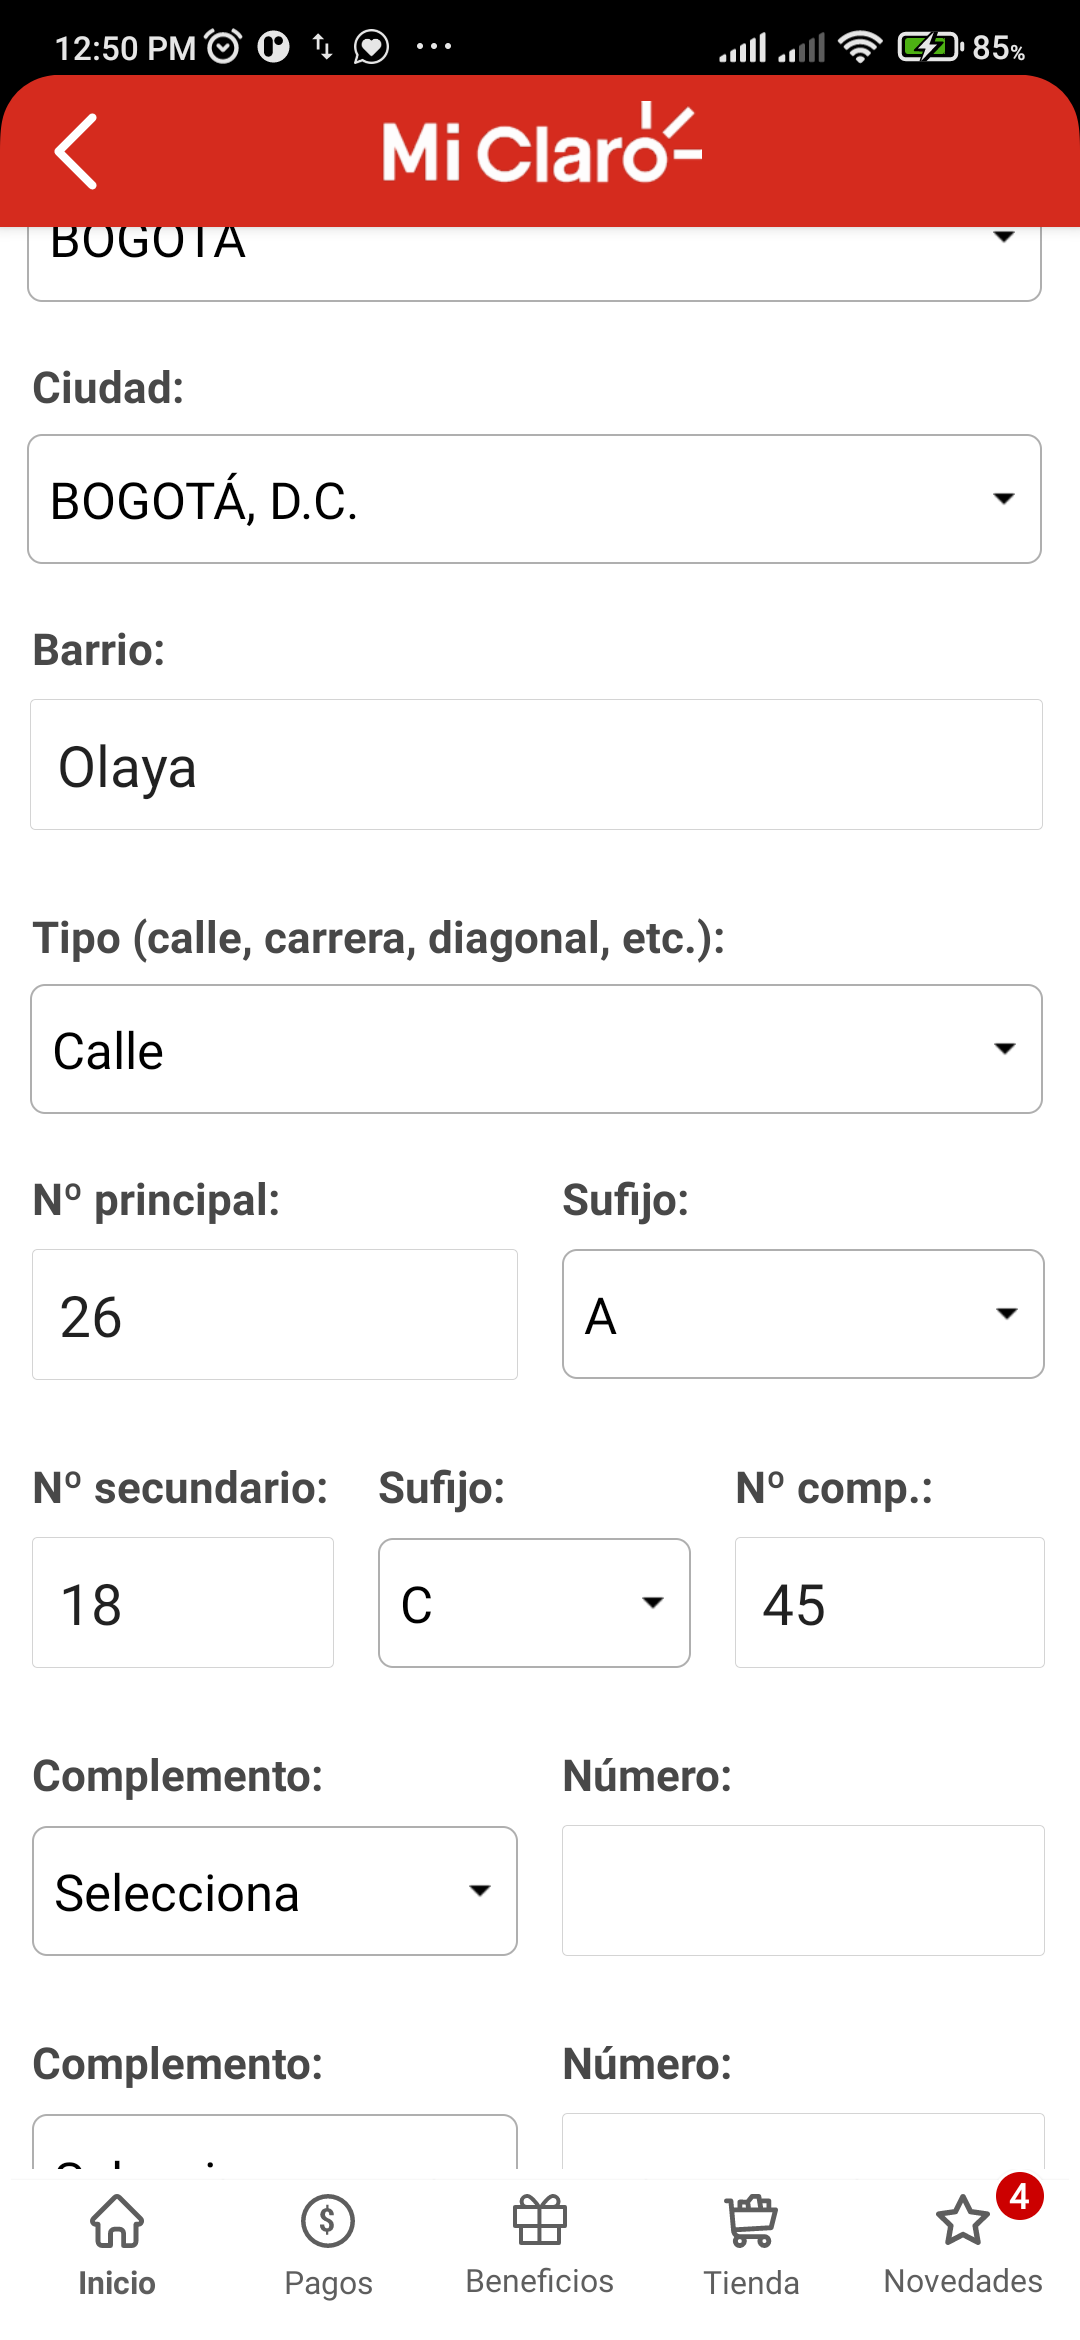 12:50 PM ... 85%
Mi Claro
BOGOTÁ
Ciudad:
BOGOTÁ, D.C.
Barrio:
Olaya
Tipo (calle, carrera, diagonal, etc.):
Calle
Nº principal: Sufijo:
26 A
Nº secundario: Sufijo: Nº comp.:
18 C 45
Complemento: Número:
Selecciona
Complemento: Número:
4
Inicio Pagos Beneficios Tienda Novedades